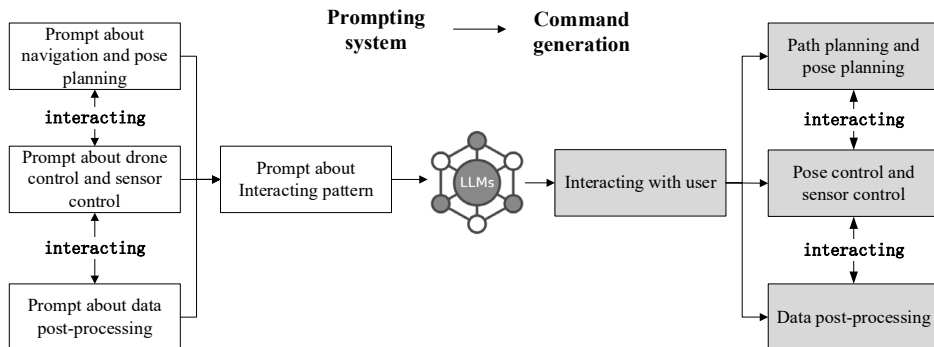 Prompting
system
Command
generation
Prompt about
navigation and pose
planning
interacting
Prompt about drone
control and sensor
control
interacting
Prompt about data
post-processing
Prompt about
Interacting pattern
LLMs
Interacting with user
Path planning and
pose planning
interacting
Pose control and
sensor control
interacting
Data post-processing